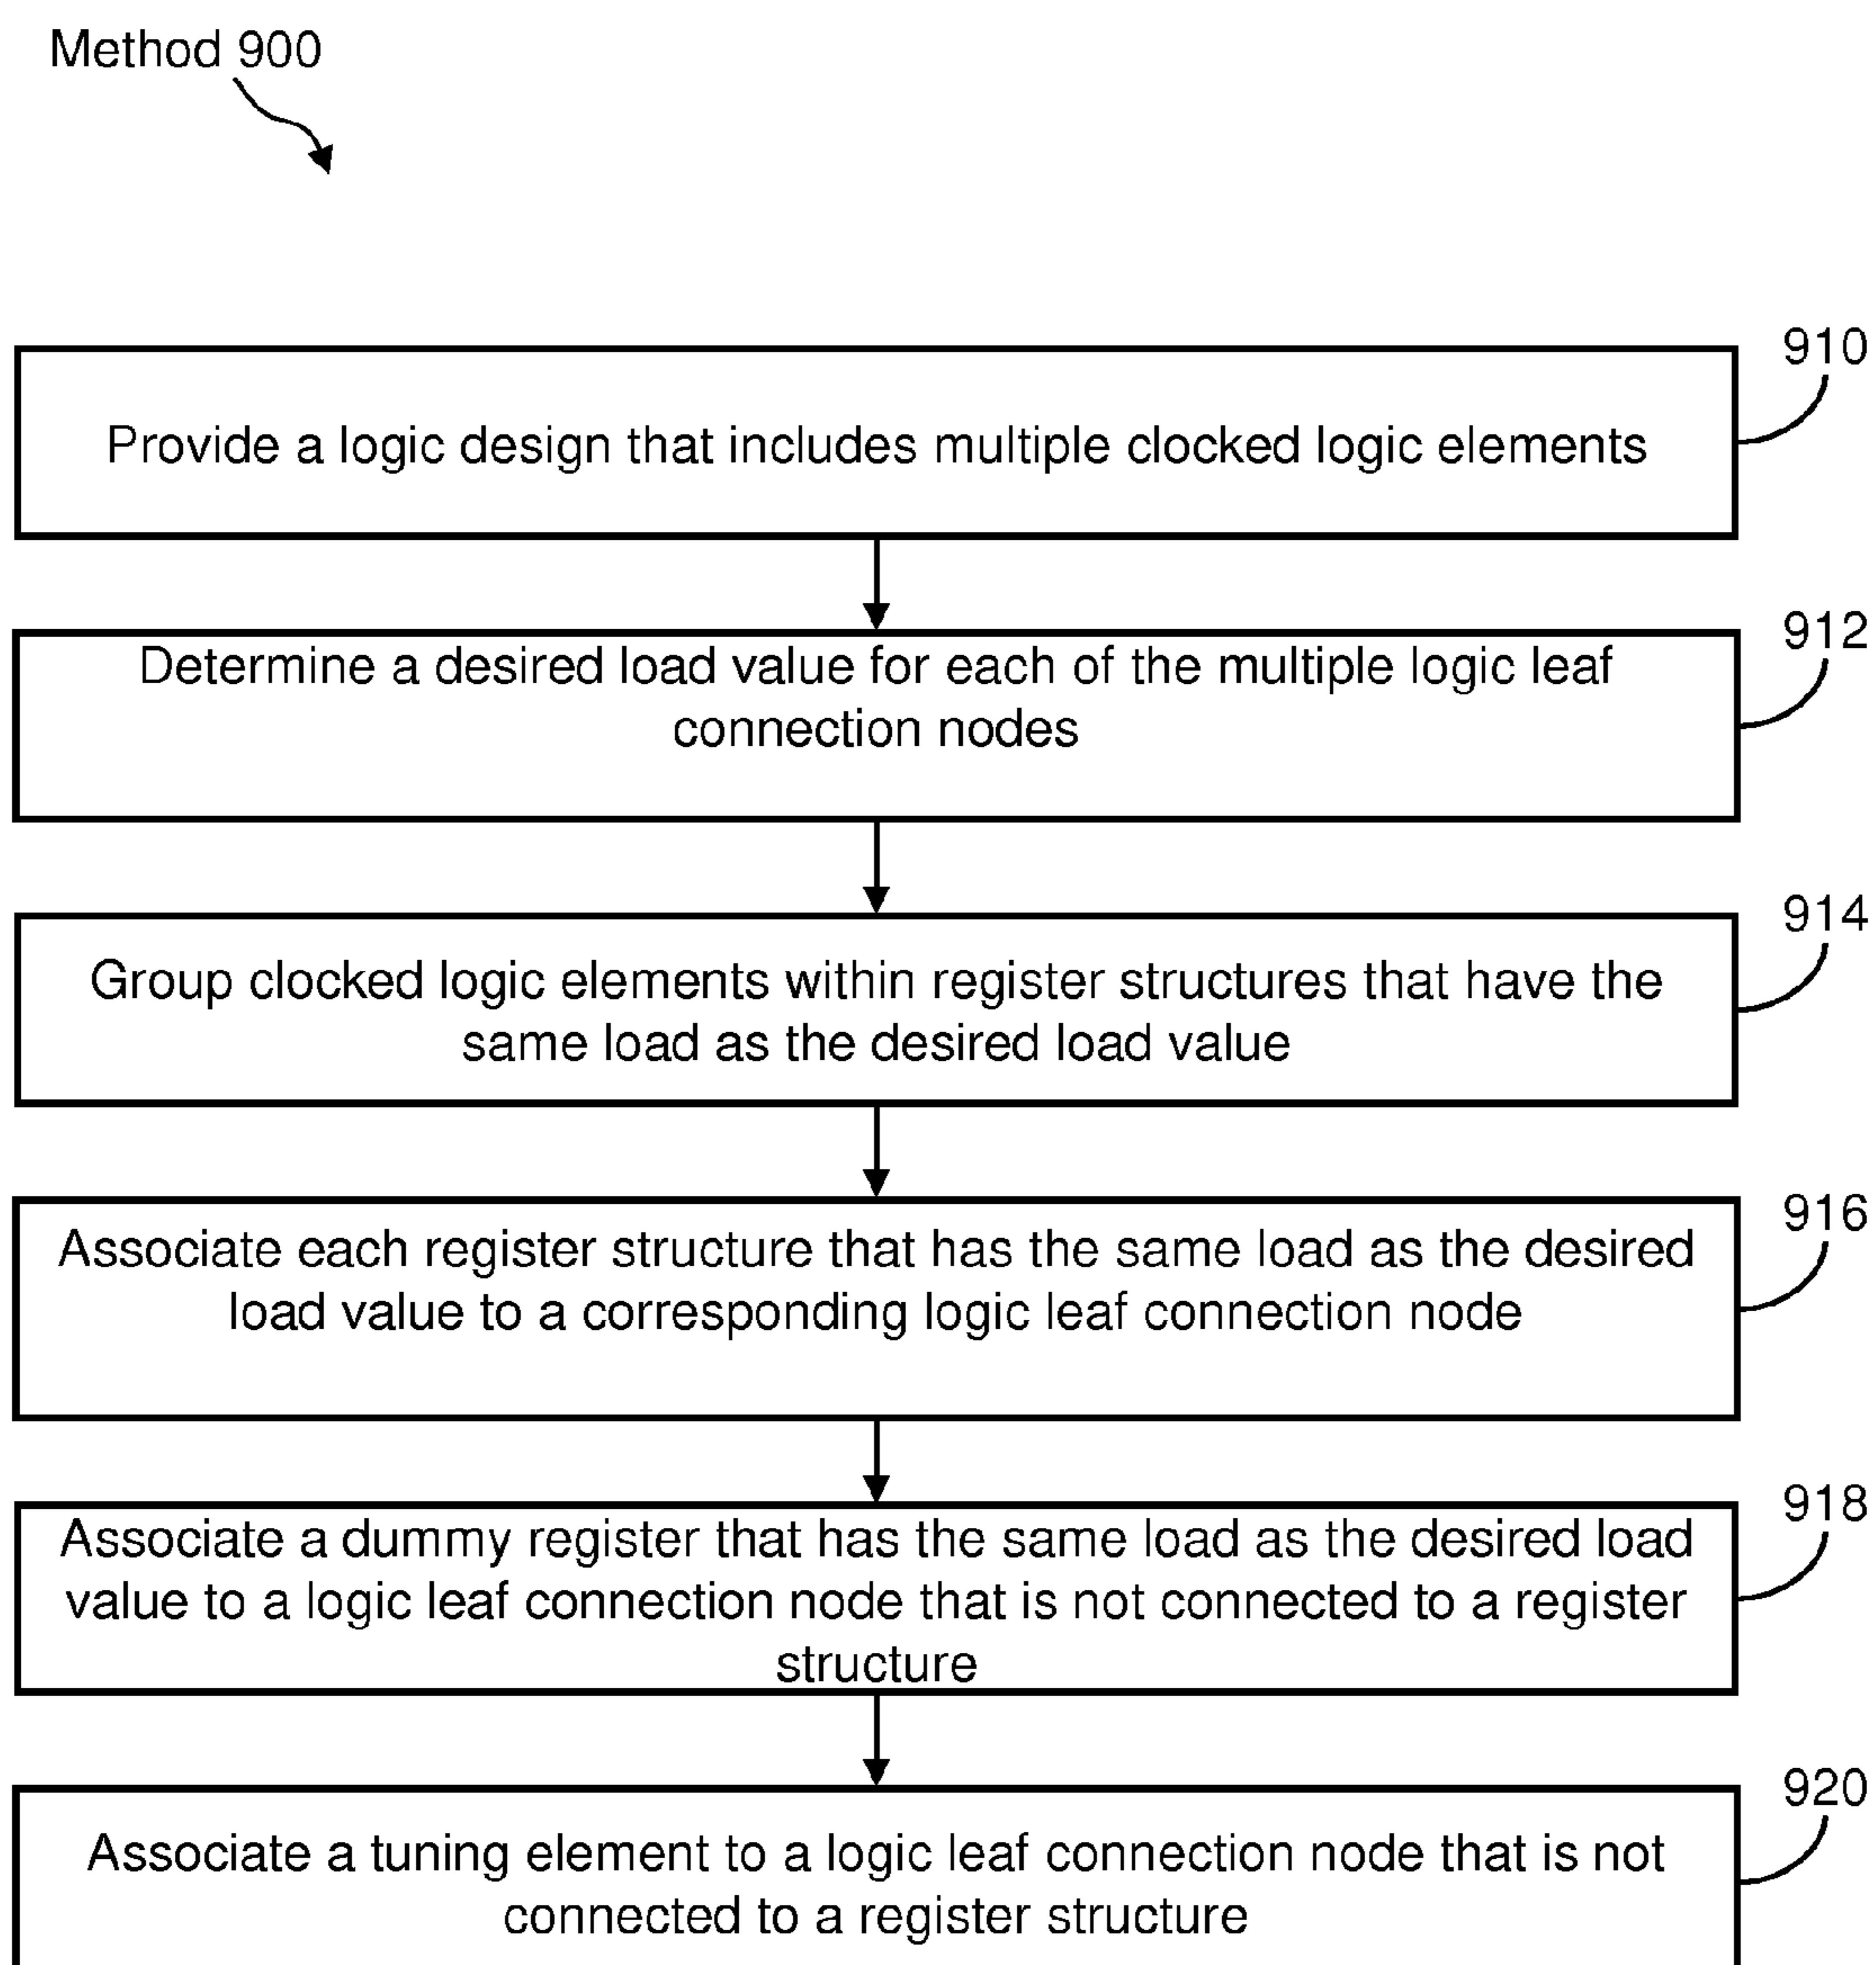 Method 900
910
Provide a logic design that includes multiple clocked logic elements
912
Determine a desired load value for each of the multiple logic leaf
connection nodes
914
Group clocked logic elements within register structures that have the
same load as the desired load value
916
Associate each register structure that has the same load as the desired
load value to a corresponding logic leaf connection node
918
Associate a dummy register that has the same load as the desired load
value to a logic leaf connection node that is not connected to a register
structure
920
Associate a tuning element to a logic leaf connection node that is not
connected to a register structure